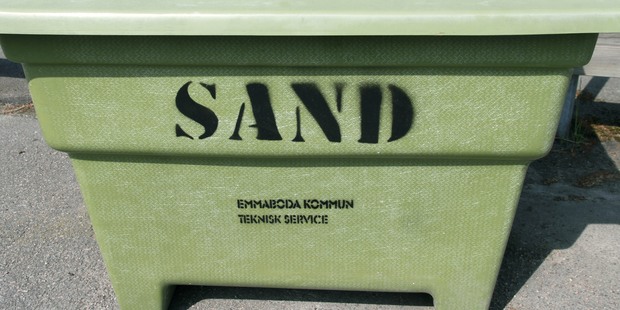 SAND
EMMABODA KOMMUN
TEKNISK SERVICE